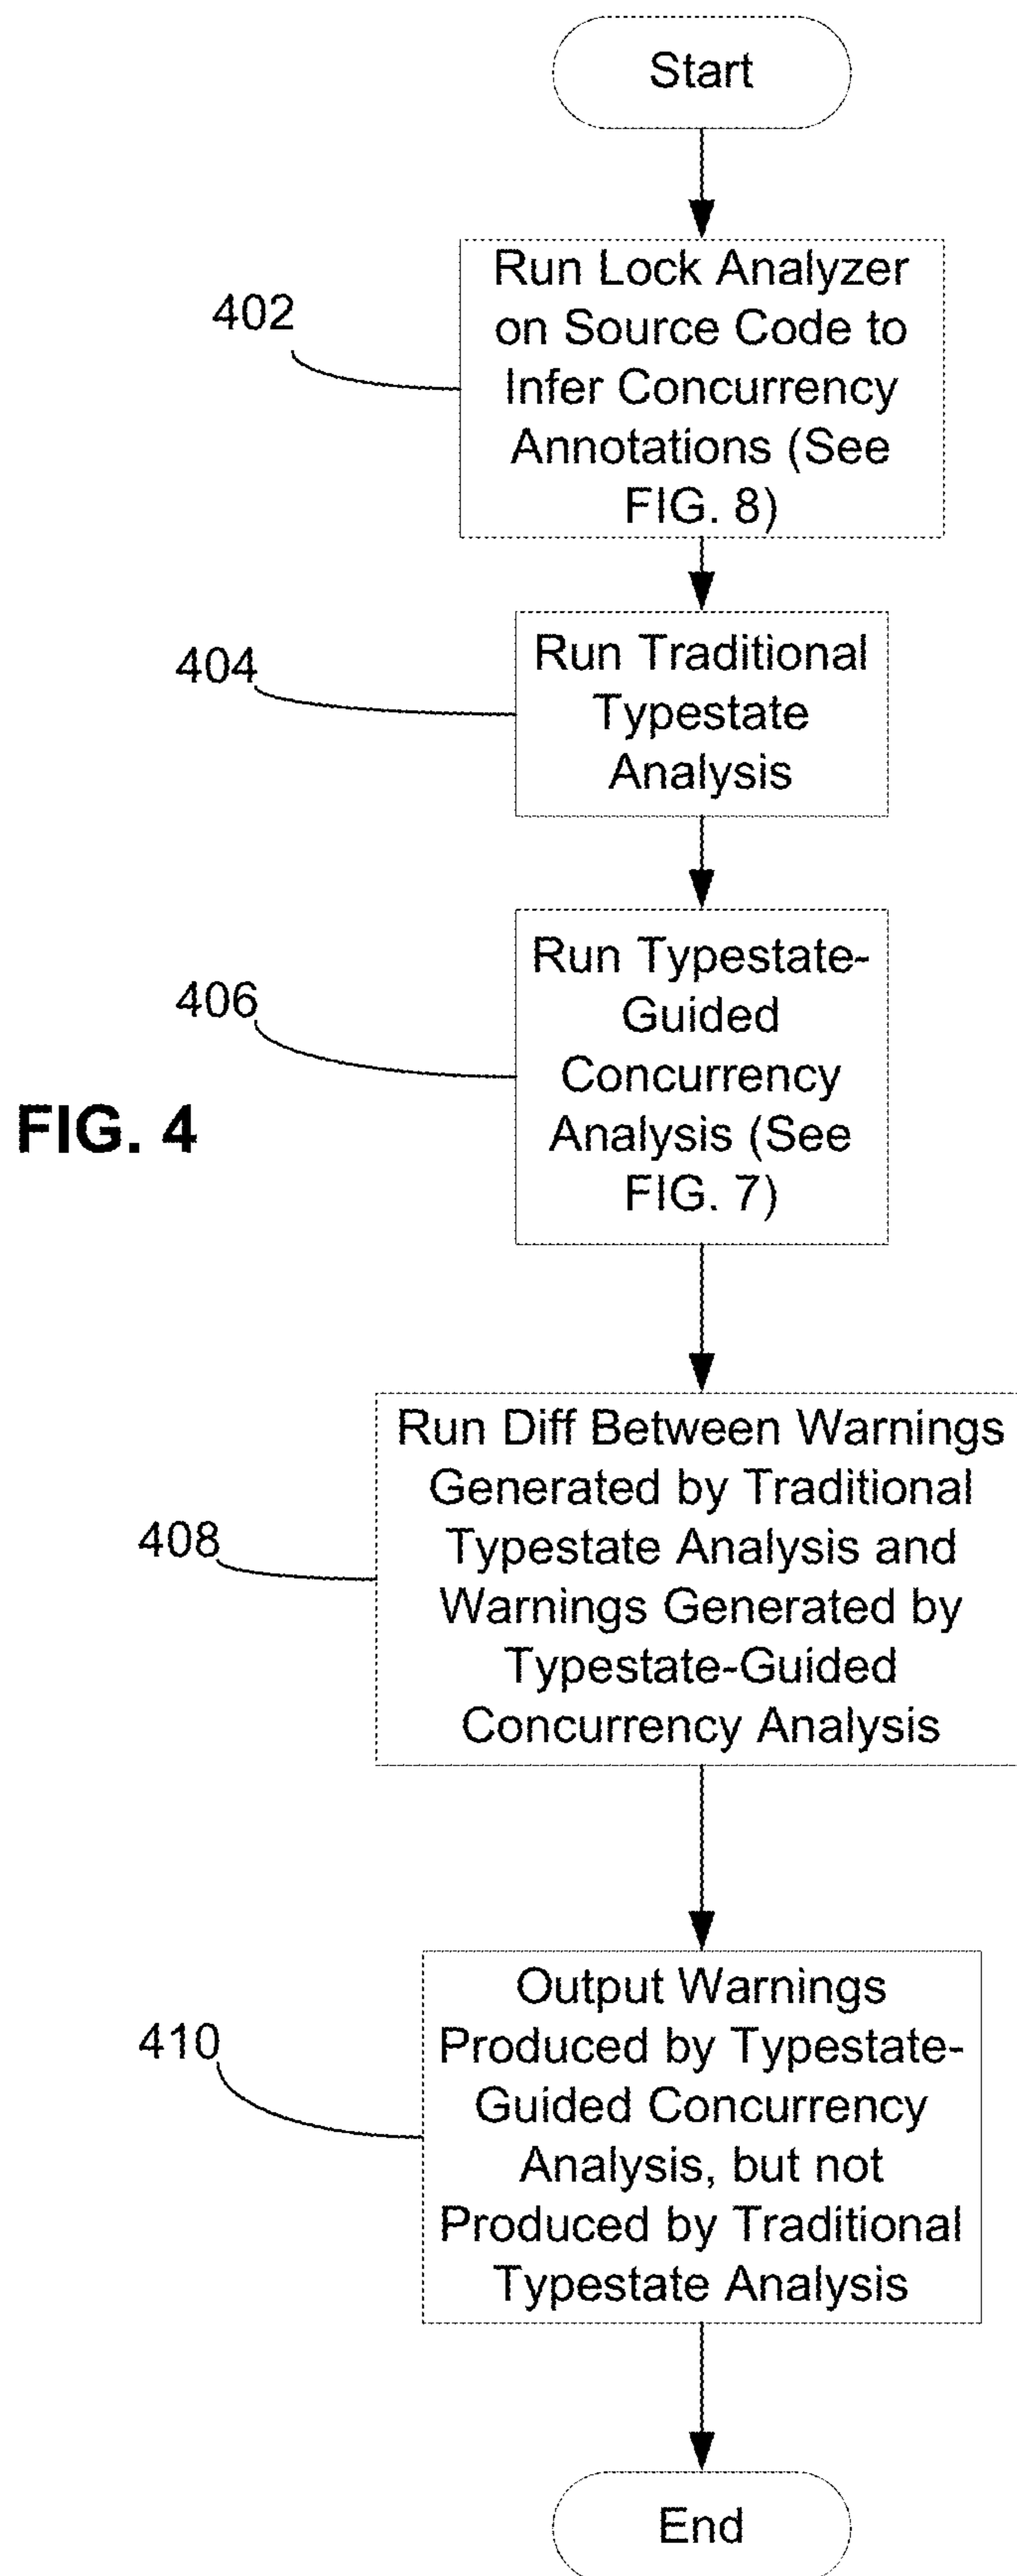 Start
402
Run Lock Analyzer
on Source Code to
Infer Concurrency
Annotations (See
FIG. 8)
404
Run Traditional
Typestate
Analysis
406
Run Typestate-
Guided
Concurrency
Analysis (See
FIG. 7)
FIG. 4
408
Run Diff Between Warnings
Generated by Traditional
Typestate Analysis and
Warnings Generated by
Typestate-Guided
Concurrency Analysis
410
Output Warnings
Produced by Typestate-
Guided Concurrency
Analysis, but not
Produced by Traditional
Typestate Analysis
End